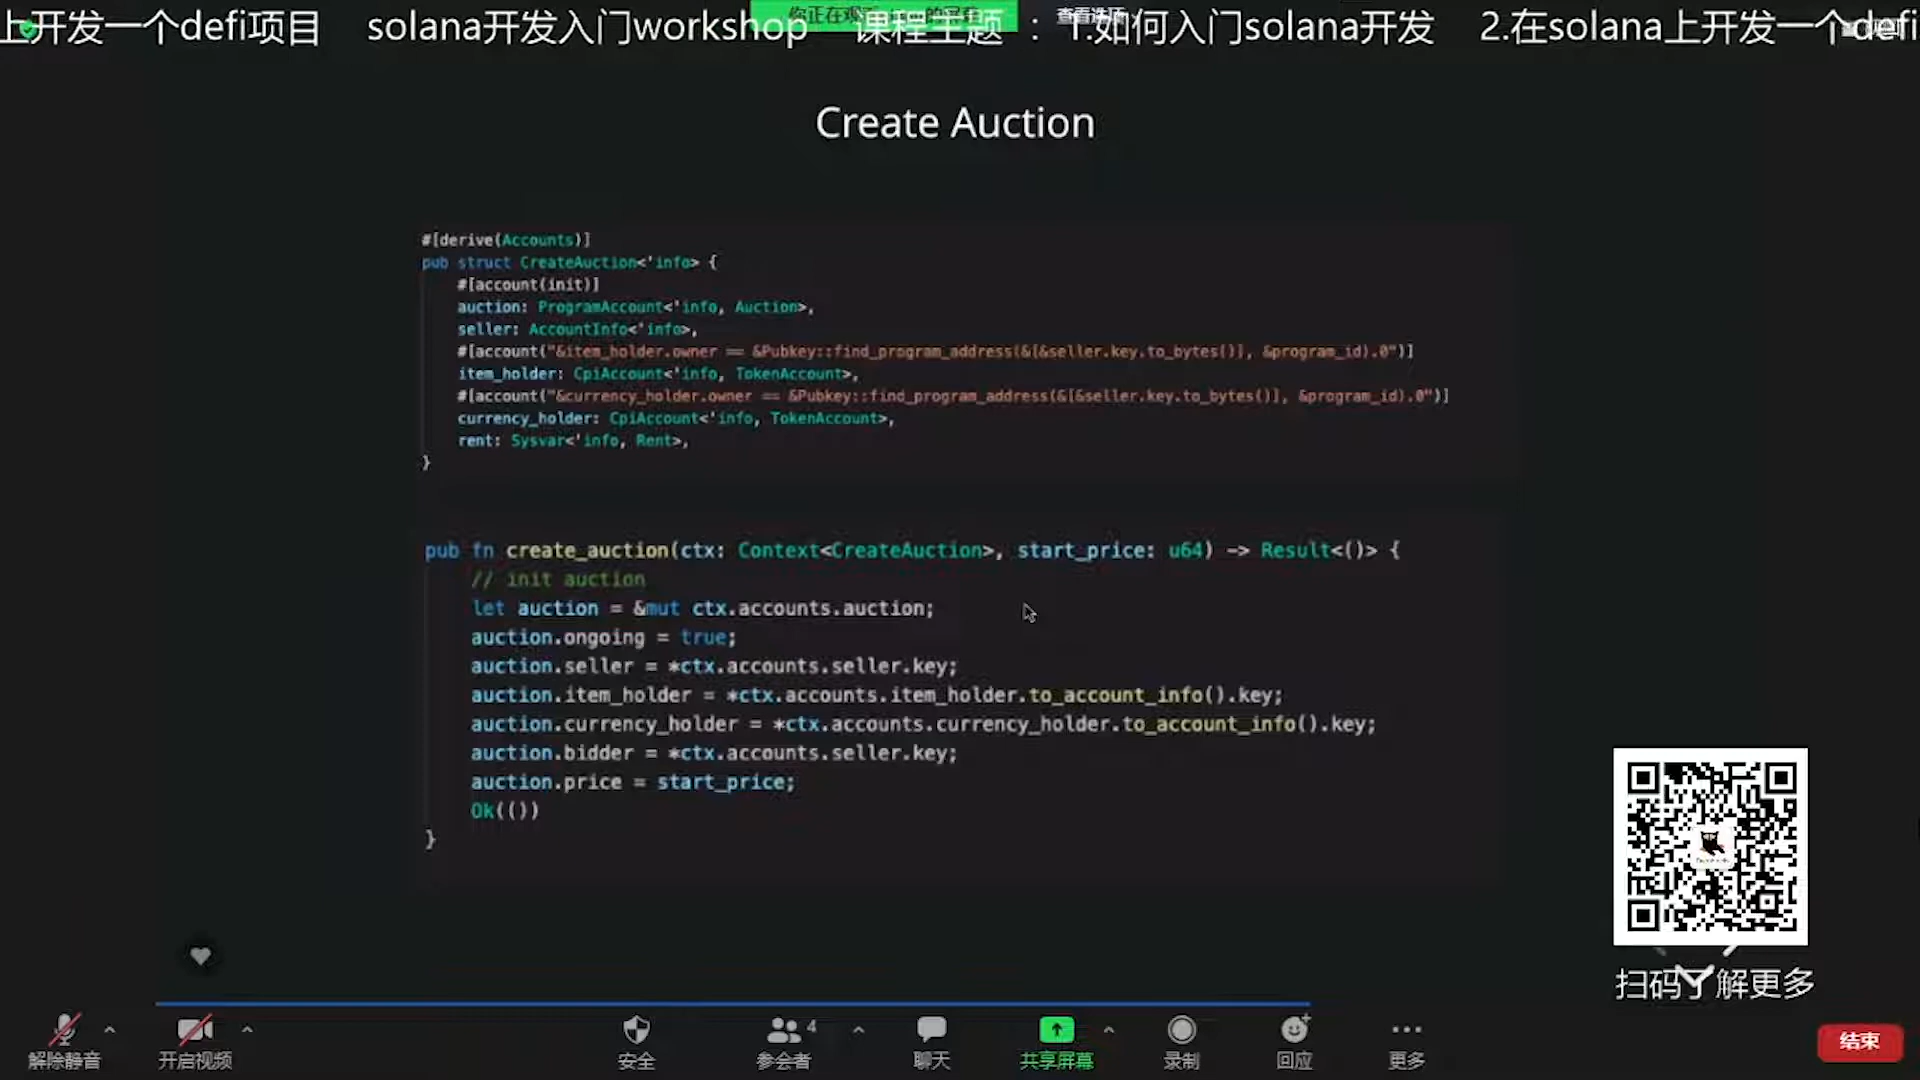 上开发一个defi项目 solana开发入门workshop 课程主题 : 1.如何入门solana开发 2.在solana上开发一个defi
查看选项
Create Auction
#[derive(Accounts)]
pub struct CreateAuction<'info> {
#[account(init)]
auction: ProgramAccount<'info, Auction>,
seller: AccountInfo<'info>,
#[account("&item_holder.owner == &Pubkey::find_program_address(&[&seller.key.to_bytes()], &program_id).0")]
item_holder: CpiAccount<'info, TokenAccount>,
#[account("&currency_holder.owner == &Pubkey::find_program_address(&[&seller.key.to_bytes()], &program_id).0")]
currency_holder: CpiAccount<'info, TokenAccount>,
rent: Sysvar<'info, Rent>,
}
pub fn create_auction(ctx: Context<CreateAuction>, start_price: u64) -> Result<()> {
// init auction
let auction = &mut ctx.accounts.auction;
auction.ongoing = true;
auction.seller = *ctx.accounts.seller.key;
auction.item_holder = *ctx.accounts.item_holder.to_account_info().key;
auction.currency_holder = *ctx.accounts.currency_holder.to_account_info().key;
auction.bidder = *ctx.accounts.seller.key;
auction.price = start_price;
Ok(())
}
扫码了解更多
解除静音 开启视频 安全 参会者 4 聊天 共享屏幕 录制 回应 更多 结束